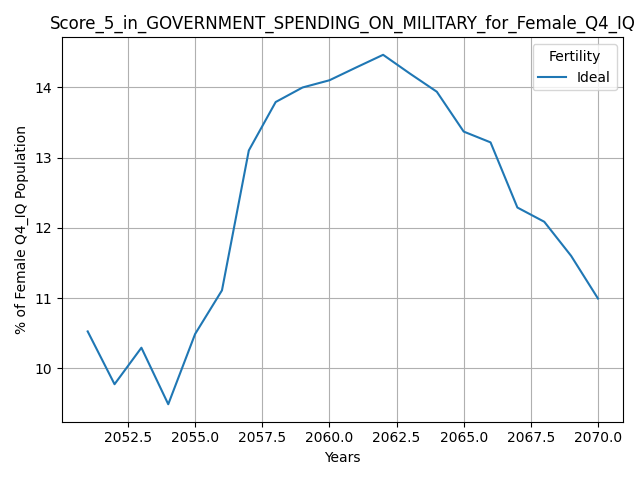 Score_5_in_GOVERNMENT_SPENDING_ON_MILITARY_for_Female_Q4_IQ
Fertility
Ideal
% of Female Q4_IQ Population
14
13
12
11
10
2052.5 2055.0 2057.5 2060.0 2062.5 2065.0 2067.5 2070.0
Years